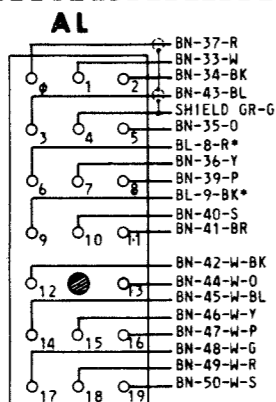 AL
BN-37-R
BN-33-W
BN-34-BK
BN-43-BL
SHIELD GR-G
BN-35-O
BL-8-R*
BN-36-Y
BN-39-P
BL-9-BK*
BN-40-S
BN-41-BR
BN-42-W-BK
BN-44-W-O
BN-45-W-BL
BN-46-W-Y
BN-47-W-P
BN-48-W-G
BN-49-W-R
BN-50-W-S
0 1 2
3 4 5
6 7 8
9 10 11
12 13
14 15 16
17 18 19